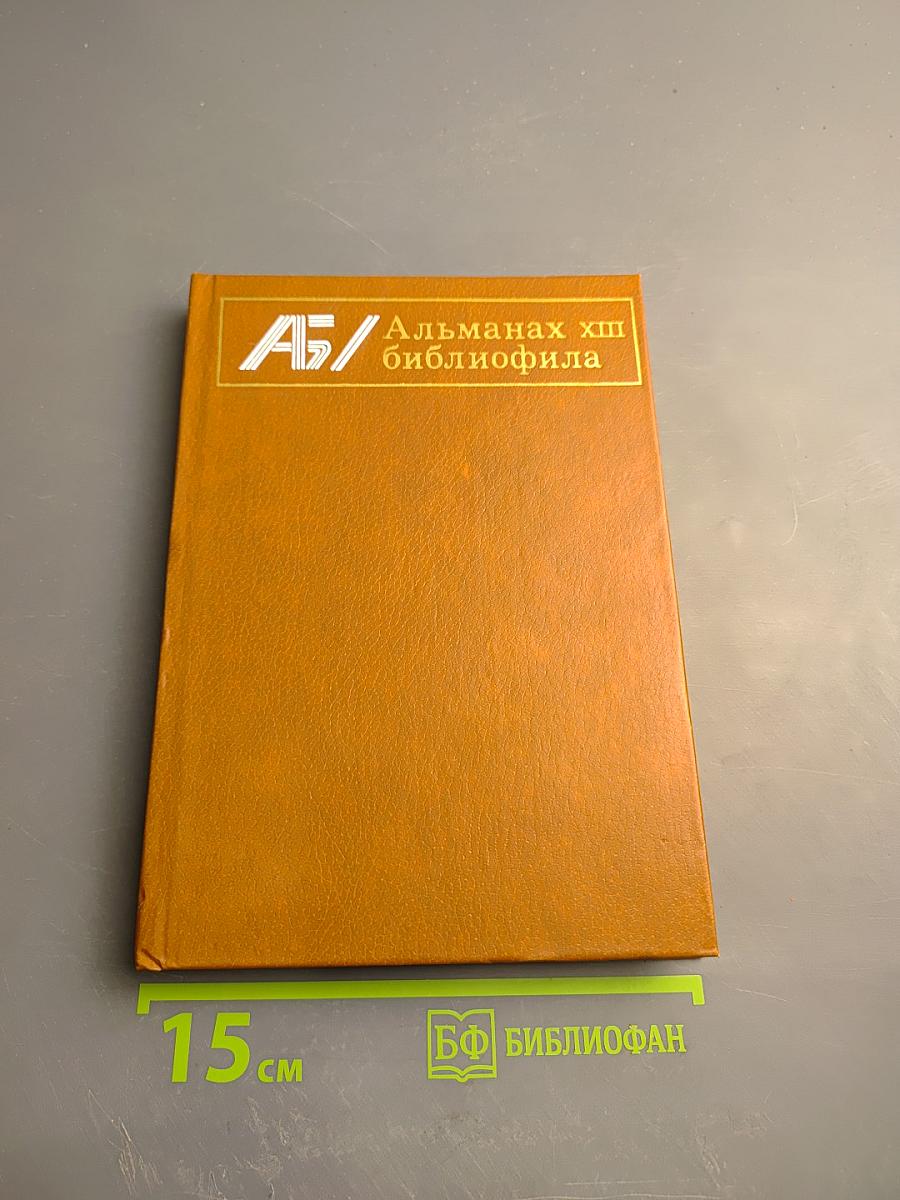 АБ/
Альманах XIII
библиофила
15 см
БФ БИБЛИОФАН